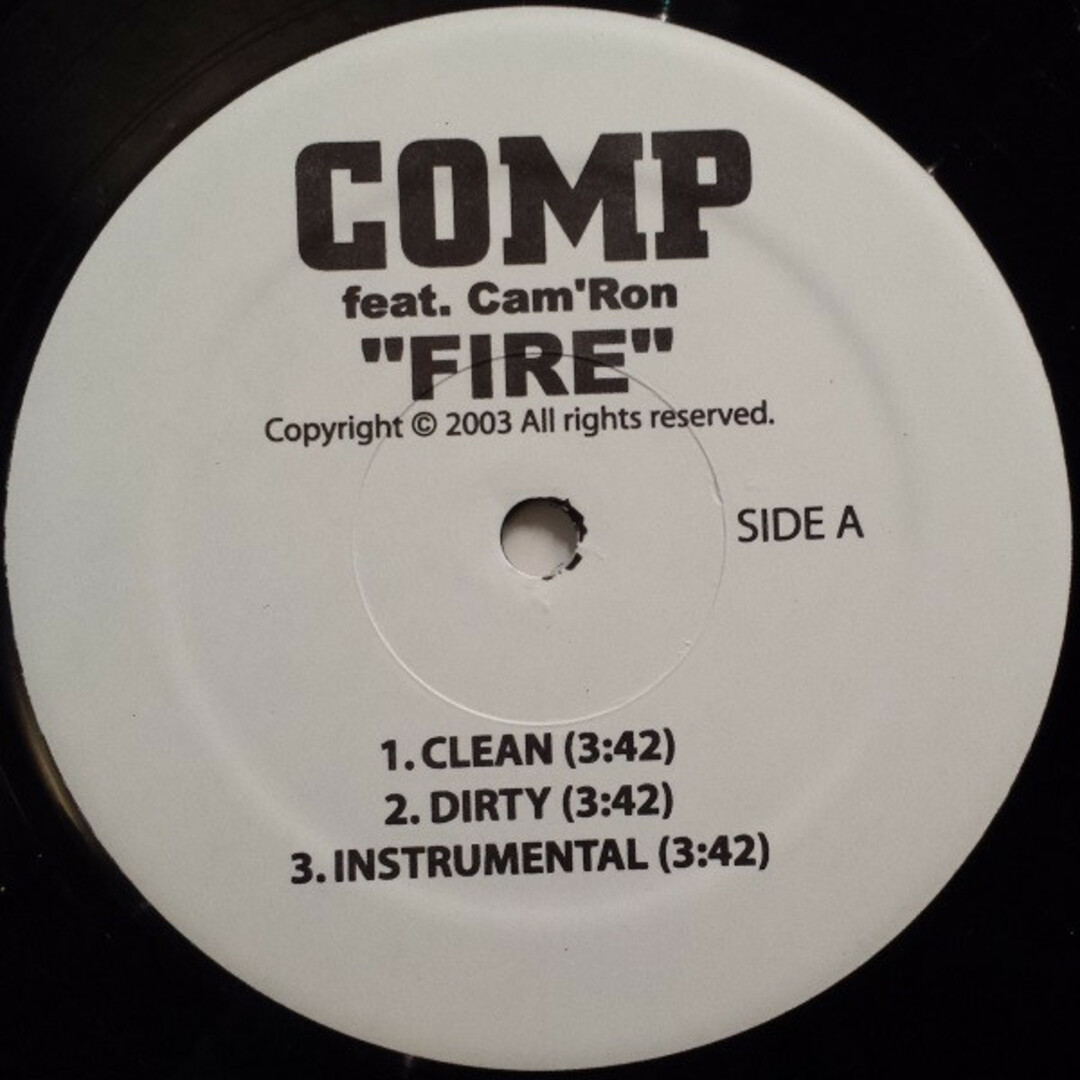 COMP
feat. Cam'Ron
"FIRE"
Copyright © 2003 All rights reserved.
SIDE A
1. CLEAN (3:42)
2. DIRTY (3:42)
3. INSTRUMENTAL (3:42)